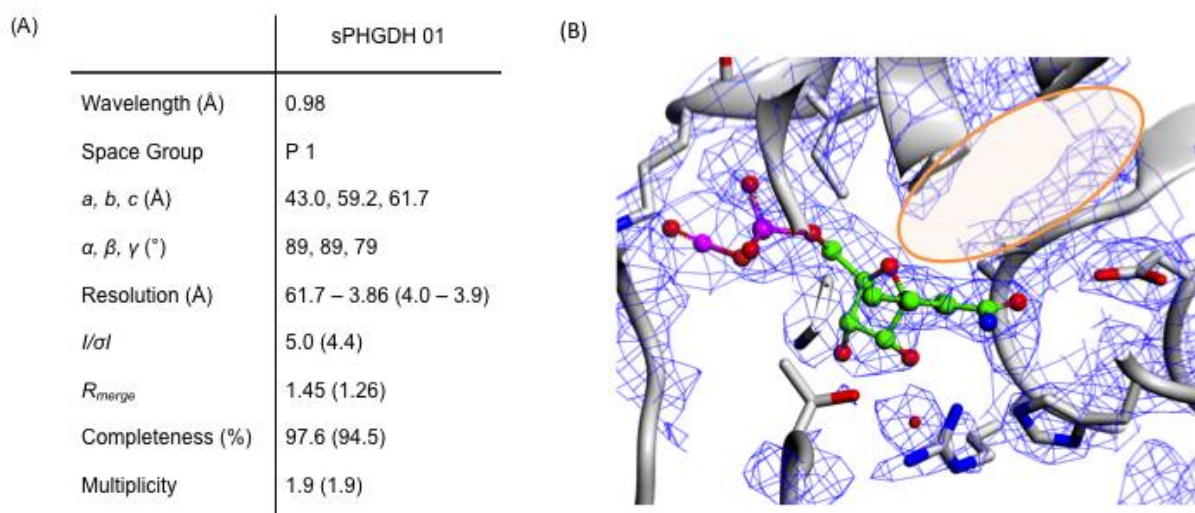 (A)
sPHGDH 01
Wavelength (Å) 0.98
Space Group P 1
a, b, c (Å) 43.0, 59.2, 61.7
α, β, γ (°) 89, 89, 79
Resolution (Å) 61.7 – 3.86 (4.0 – 3.9)
I/σI 5.0 (4.4)
Rmerge 1.45 (1.26)
Completeness (%) 97.6 (94.5)
Multiplicity 1.9 (1.9)
(B)